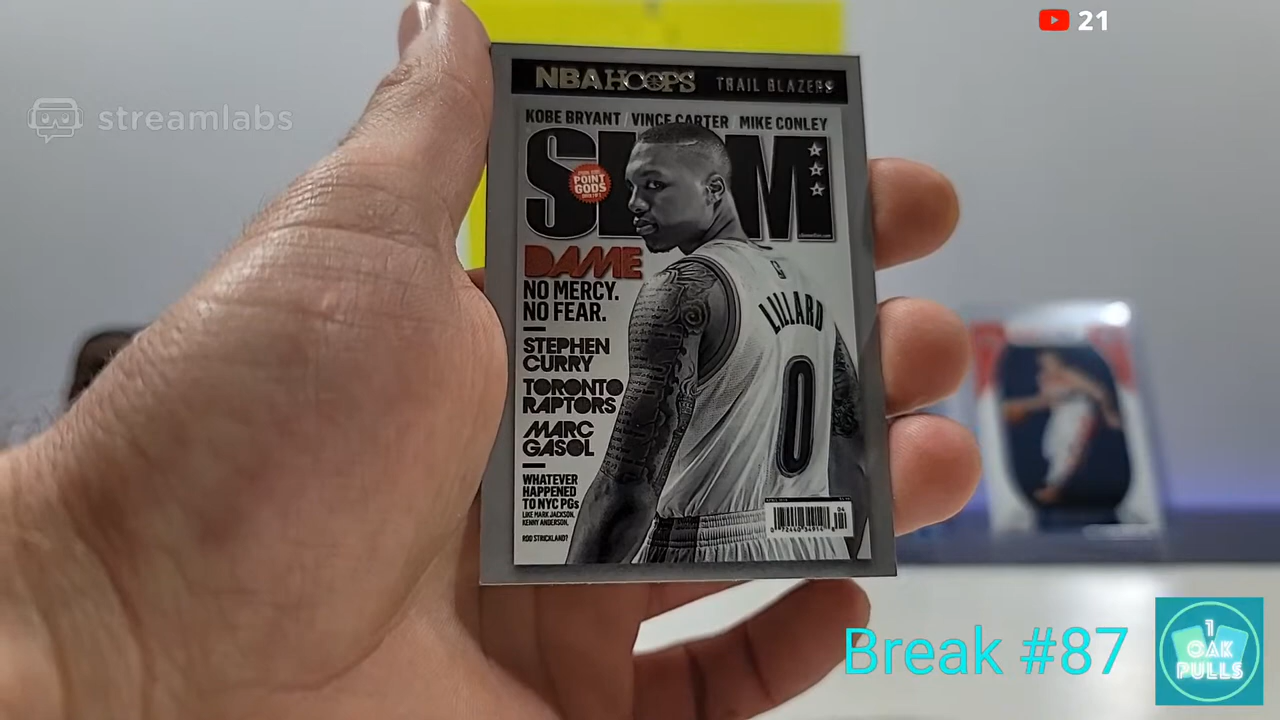 21
streamlabs
NBA HOOPS TRAIL BLAZERS
KOBE BRYANT / VINCE CARTER MIKE CONLEY
SLAM
POINT
GODS
DAME
NO MERCY.
NO FEAR.
STEPHEN
CURRY
TORONTO
RAPTORS
MARC
GASOL
WHATEVER
HAPPENED
TO NYC PGs
LIKE MARK JACKSON,
KENNY ANDERSON,
ROD STRICKLAND?
LILLARD
0
04
Break #87
1
OAK
PULLS